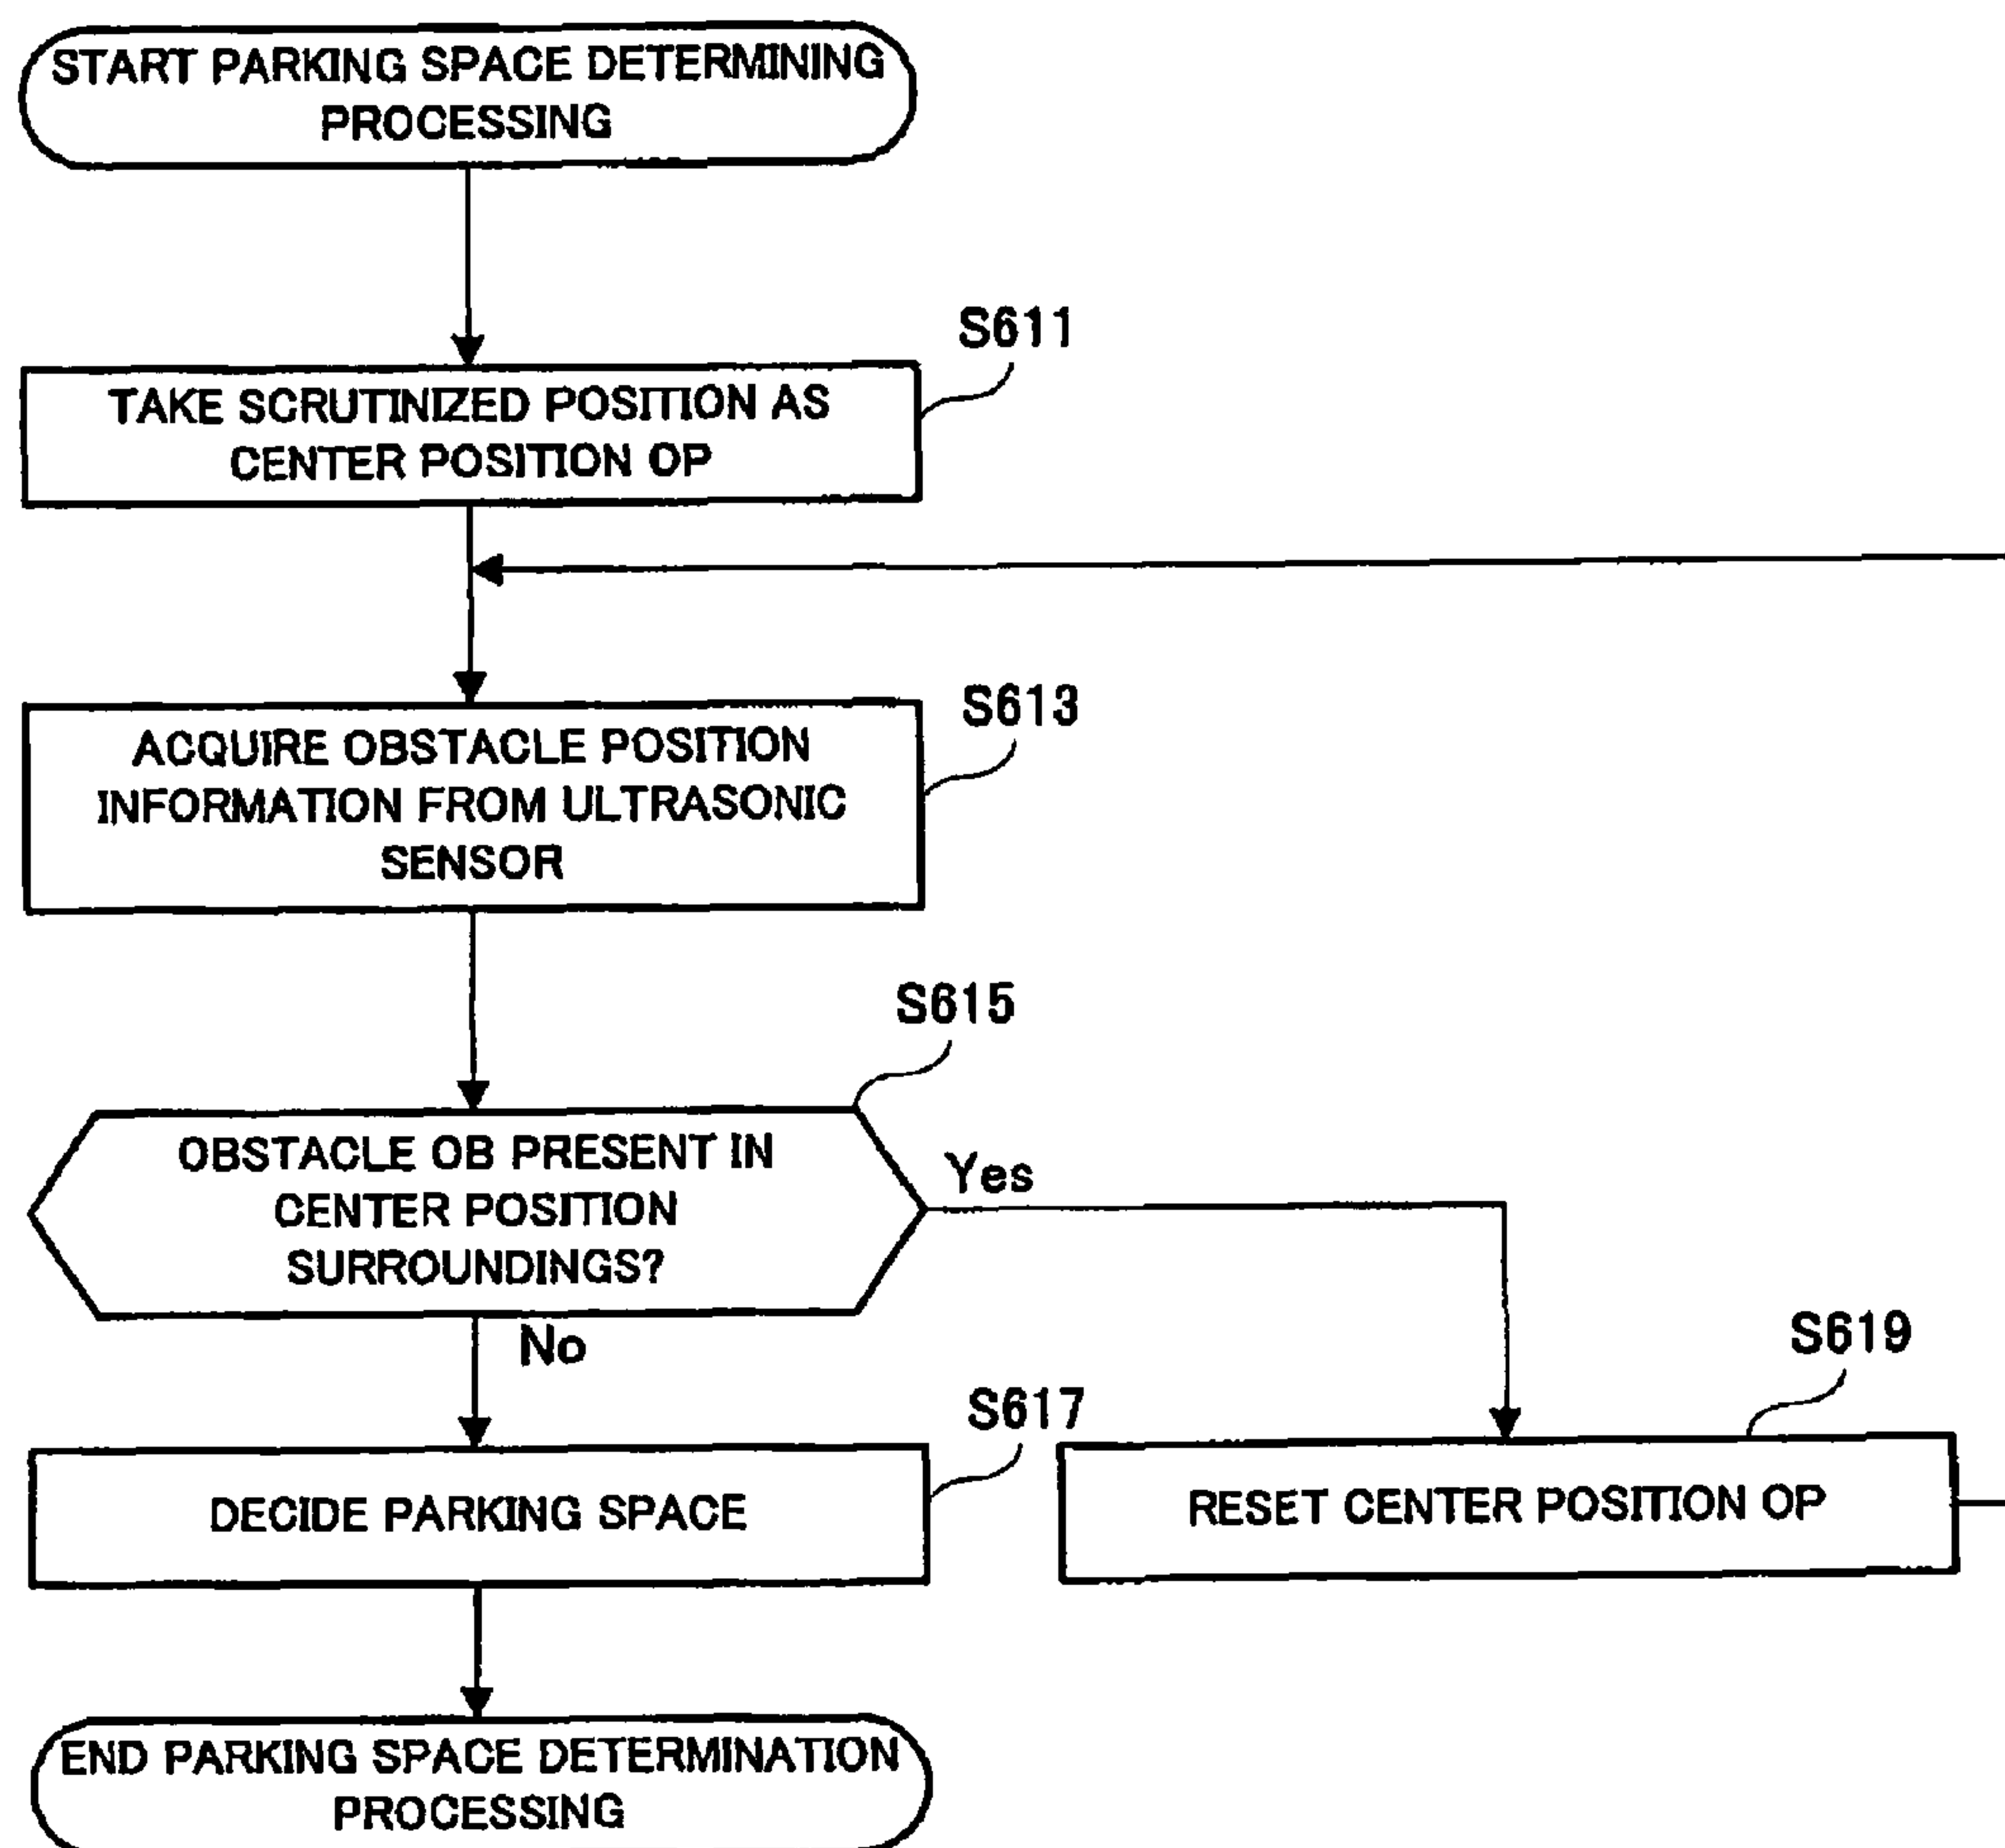 START PARKING SPACE DETERMINING
PROCESSING
S611
TAKE SCRUTINIZED POSITION AS
CENTER POSITION OP
S613
ACQUIRE OBSTACLE POSITION
INFORMATION FROM ULTRASONIC
SENSOR
S615
OBSTACLE OB PRESENT IN
CENTER POSITION
SURROUNDINGS?
Yes
No
S617
DECIDE PARKING SPACE
S619
RESET CENTER POSITION OP
END PARKING SPACE DETERMINATION
PROCESSING